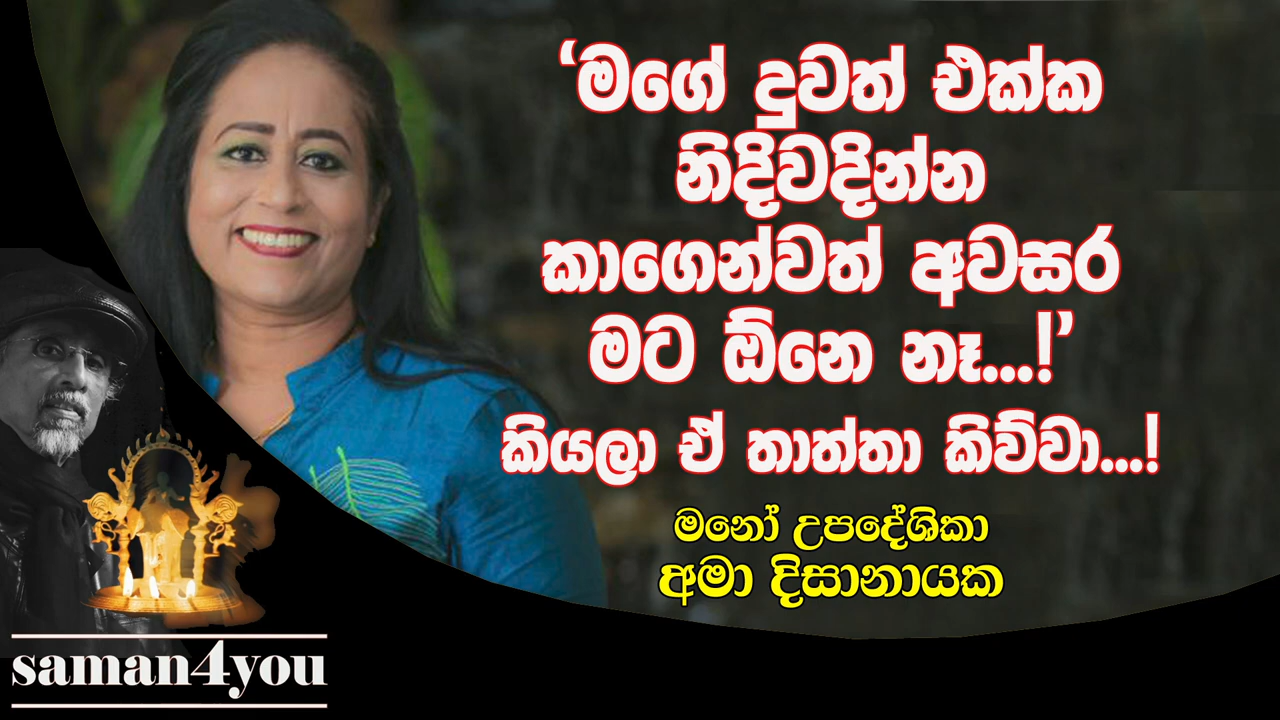 ‘මගේ දුවත් එක්ක
නිදිවදින්න
කාගෙන්වත් අවසර
මට ඕනෙ නෑ...!’
කියලා ඒ තාත්තා කිව්වා...!
මනෝ උපදේශිකා
අමා දිසානායක
saman4you